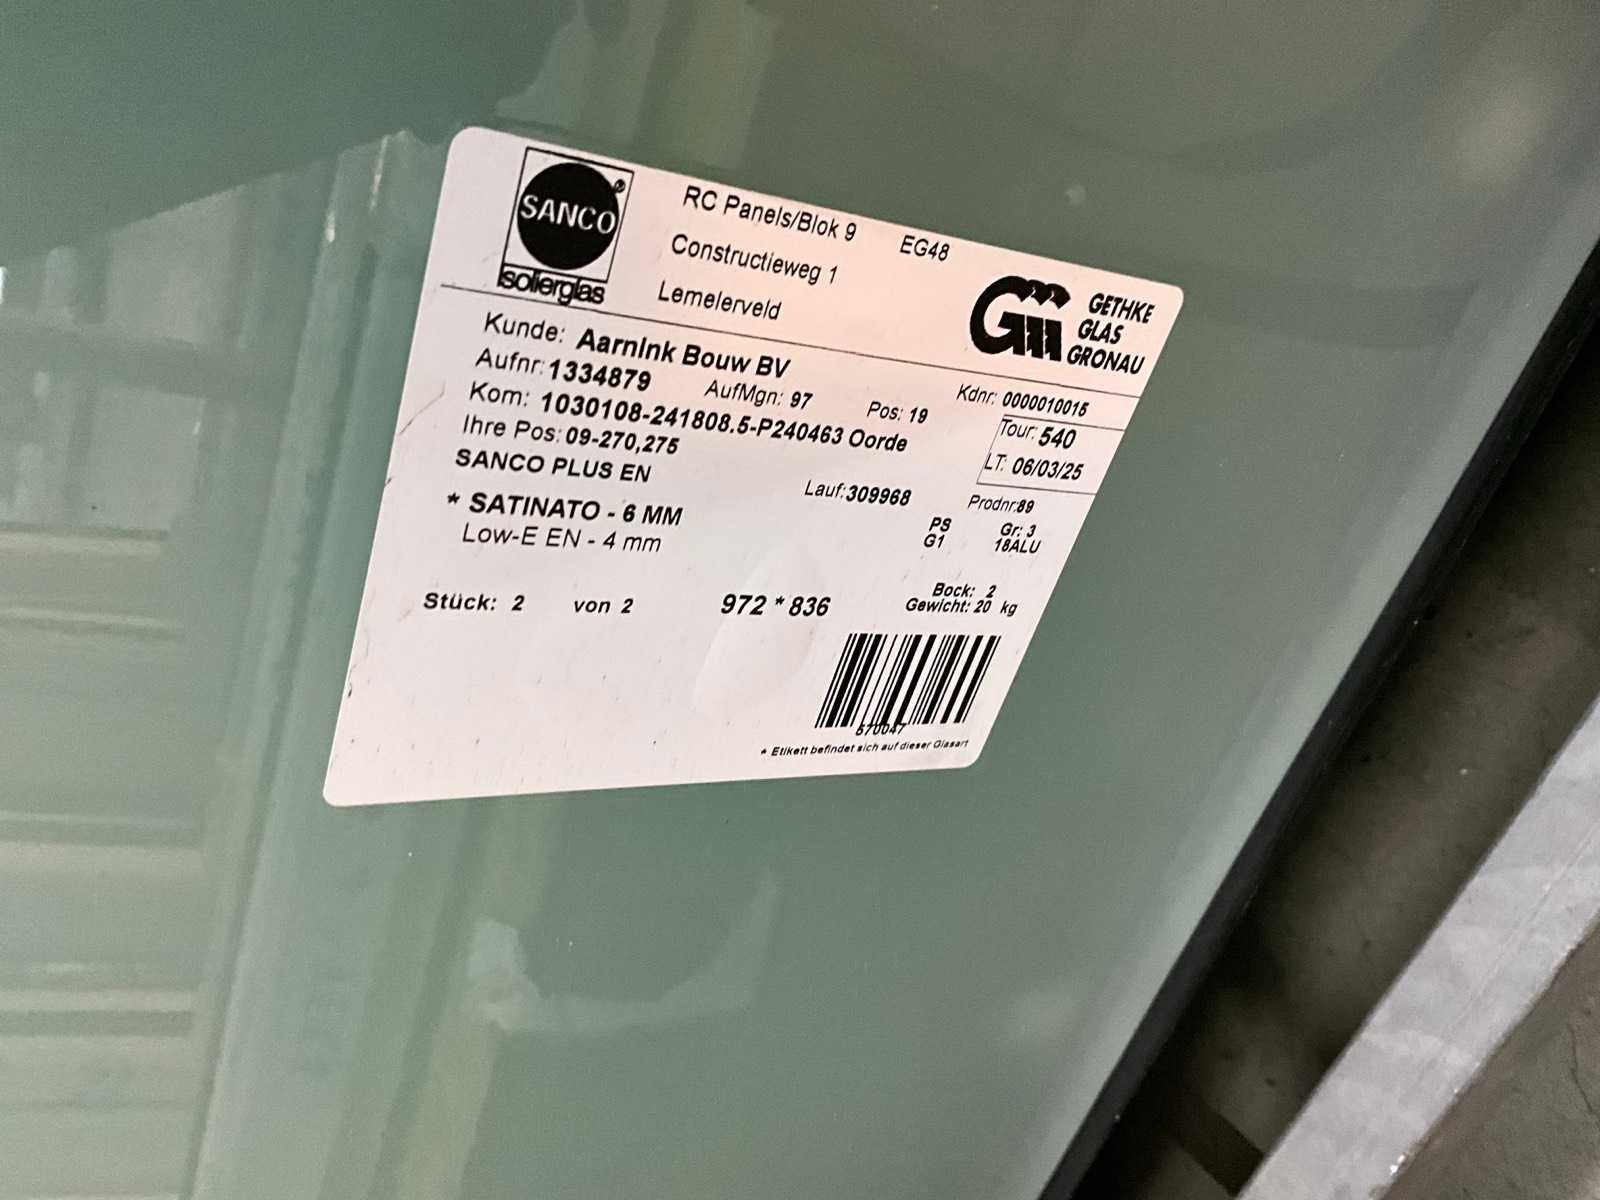 SANCO®
Isolierglas
RC Panels/Blok 9 EG48
Constructieweg 1
Lemelerveld
GETHKE
GLAS
GRONAU
Kunde: Aarnink Bouw BV
Kdnr: 0000010015
Aufnr: 1334879 AufMgn: 97 Pos: 19
Tour: 540
Kom: 1030108-241808.5-P240463 Oorde
LT: 06/03/25
Ihre Pos: 09-270,275
SANCO PLUS EN
Lauf: 309968 Prodnr: 89
* SATINATO - 6 MM
PS Gr: 3
Low-E EN - 4 mm
G1 18ALU
Bock: 2
Stück: 2 von 2 972 * 836 Gewicht: 20 kg
570047
* Etikett befindet sich auf dieser Glasart